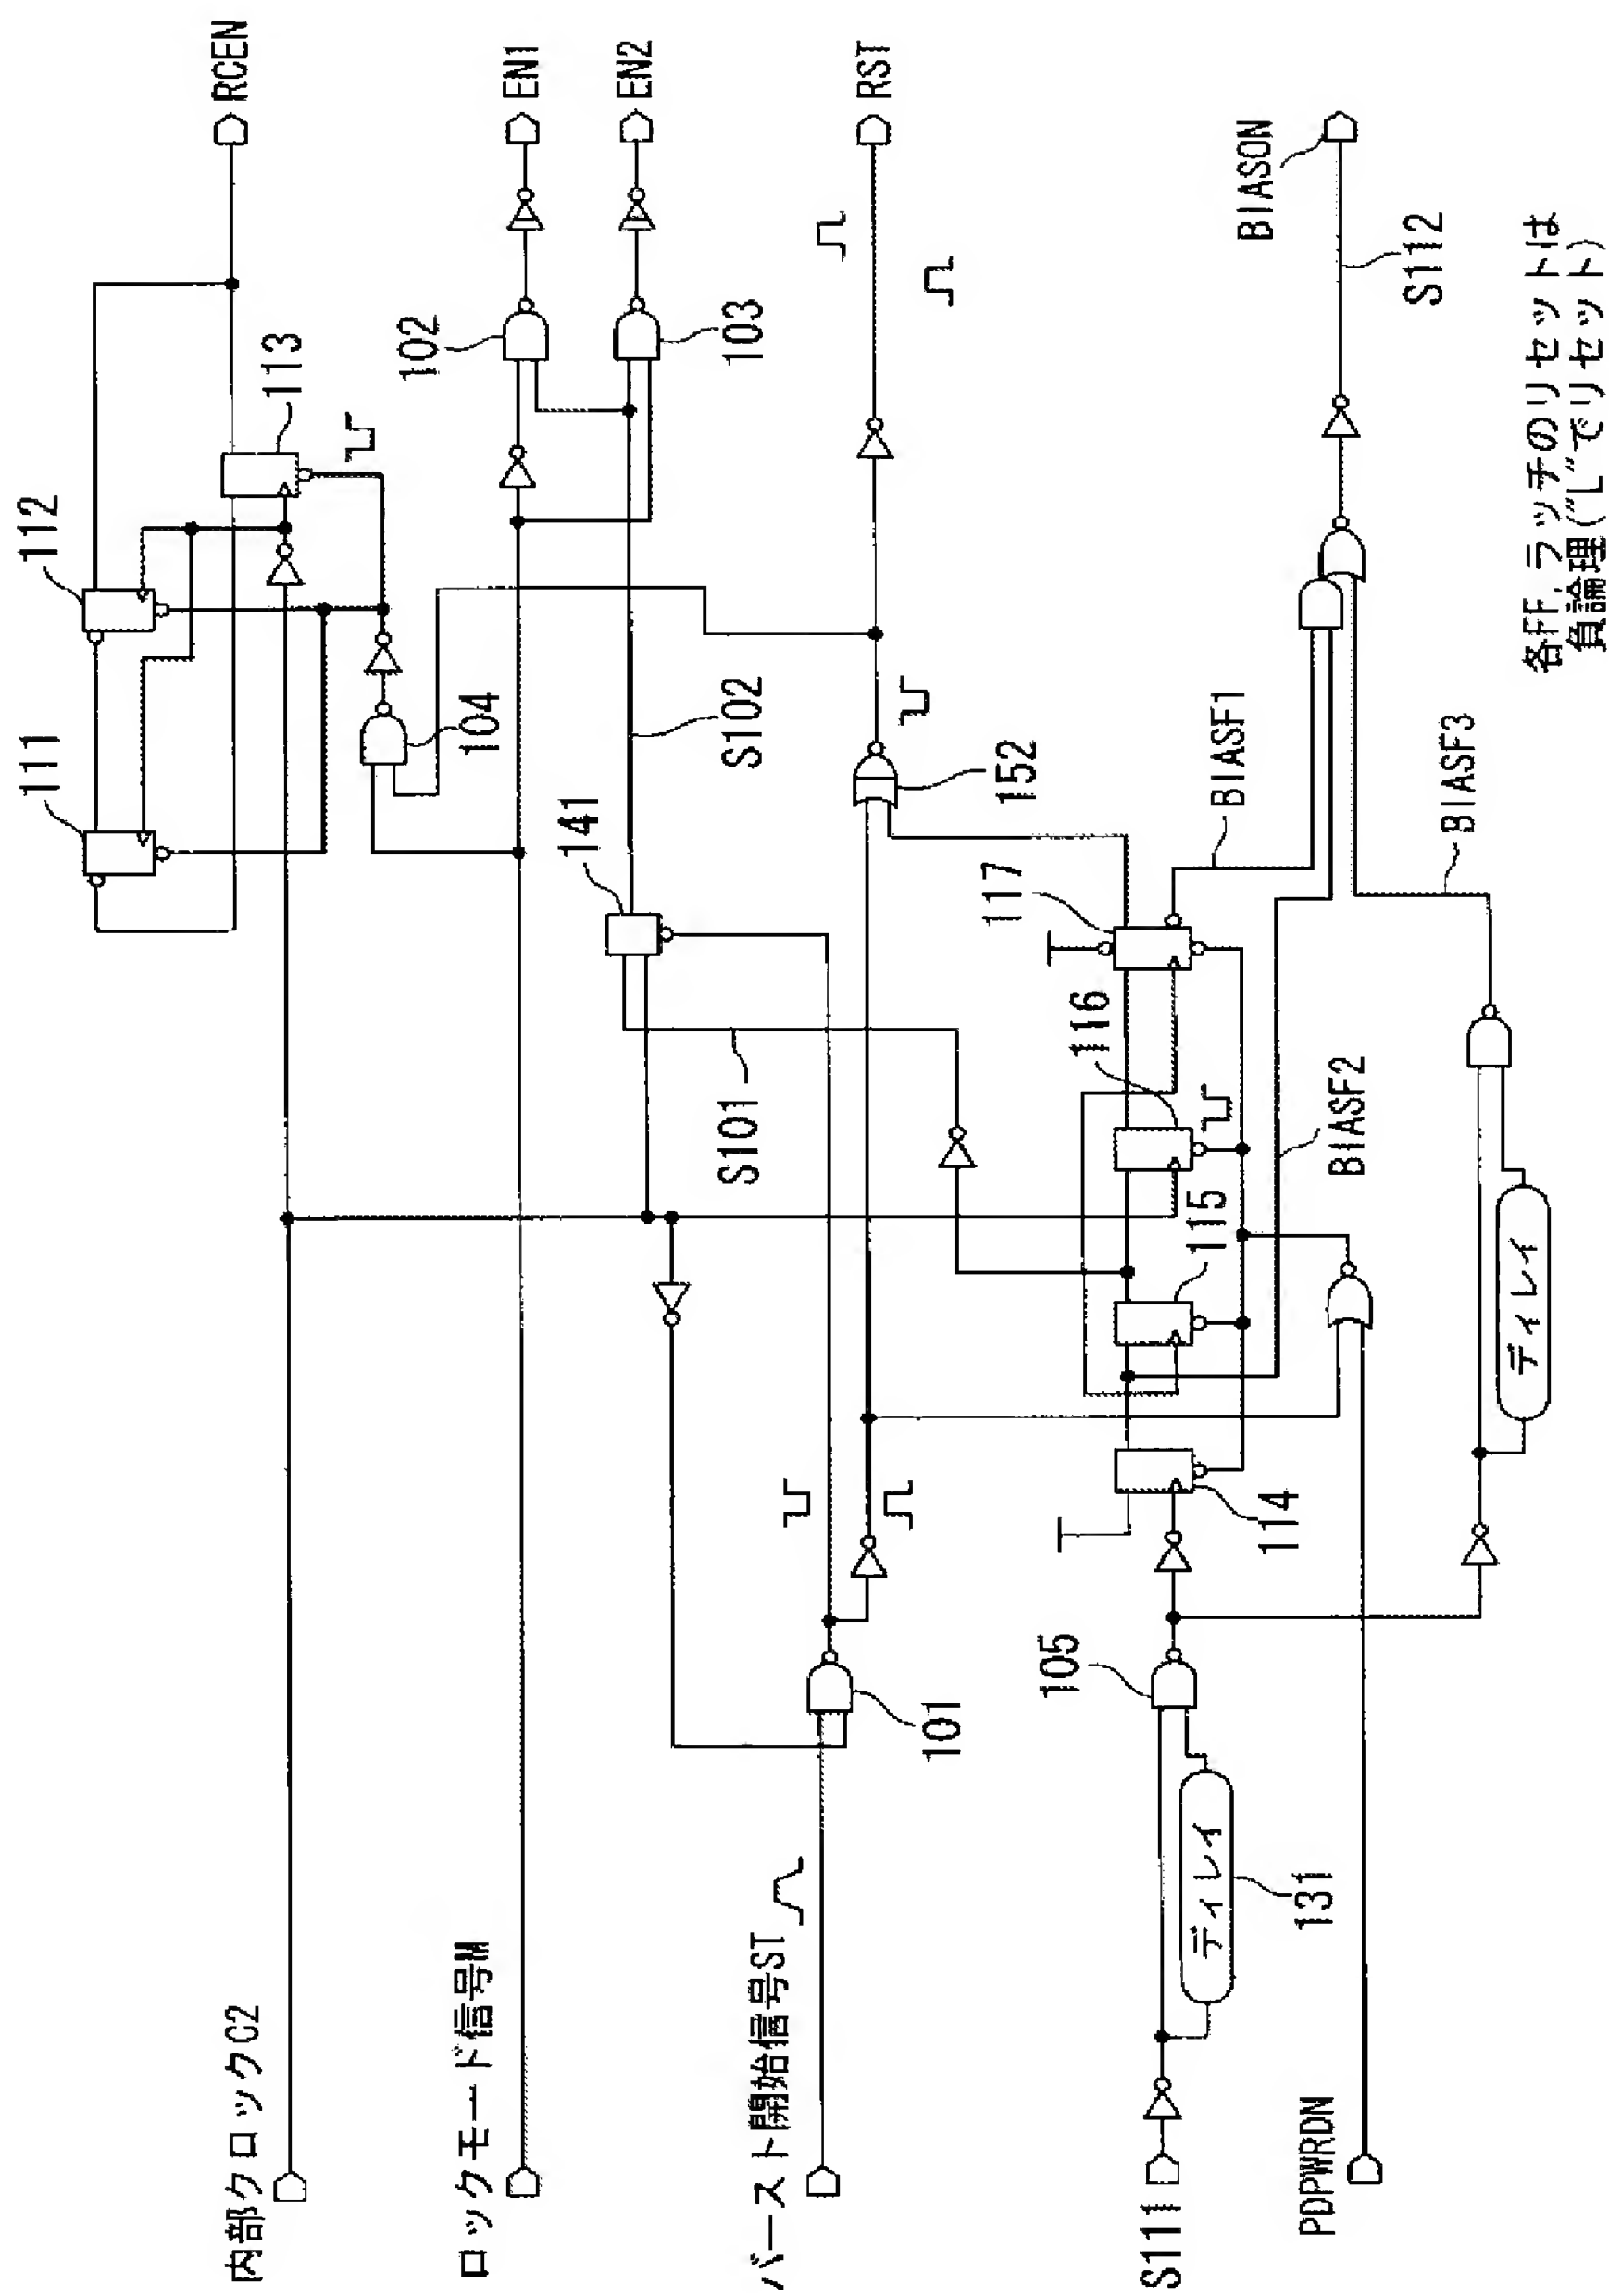 内部クロックC2
ロックモード信号M
バースト開始信号ST
S111
PDPWRDN
RCEN
EN1
EN2
RST
BIASON
S112
111
112
113
102
103
104
141
S102
S101
152
117
116
115
114
101
105
131
ディレイ
ディレイ
BIASF1
BIASF2
BIASF3
各FF,ラッチのリセットは
負論理("L"でリセット)